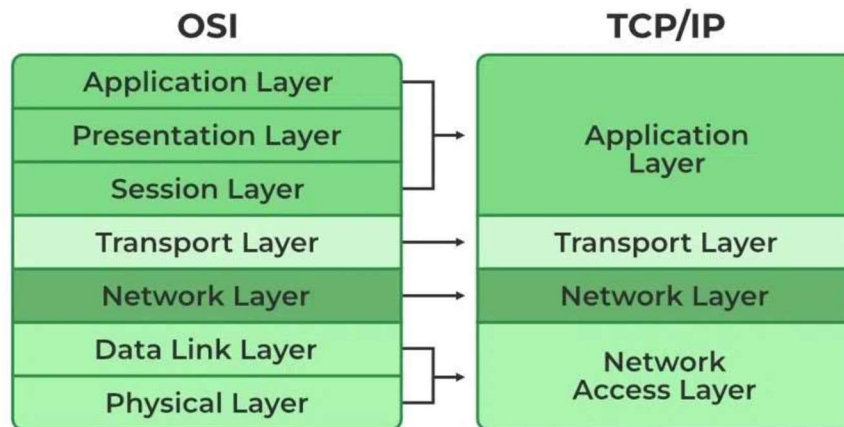 OSI
TCP/IP
Application Layer
Presentation Layer
Session Layer
Transport Layer
Network Layer
Data Link Layer
Physical Layer
Application
Layer
Transport Layer
Network Layer
Network
Access Layer